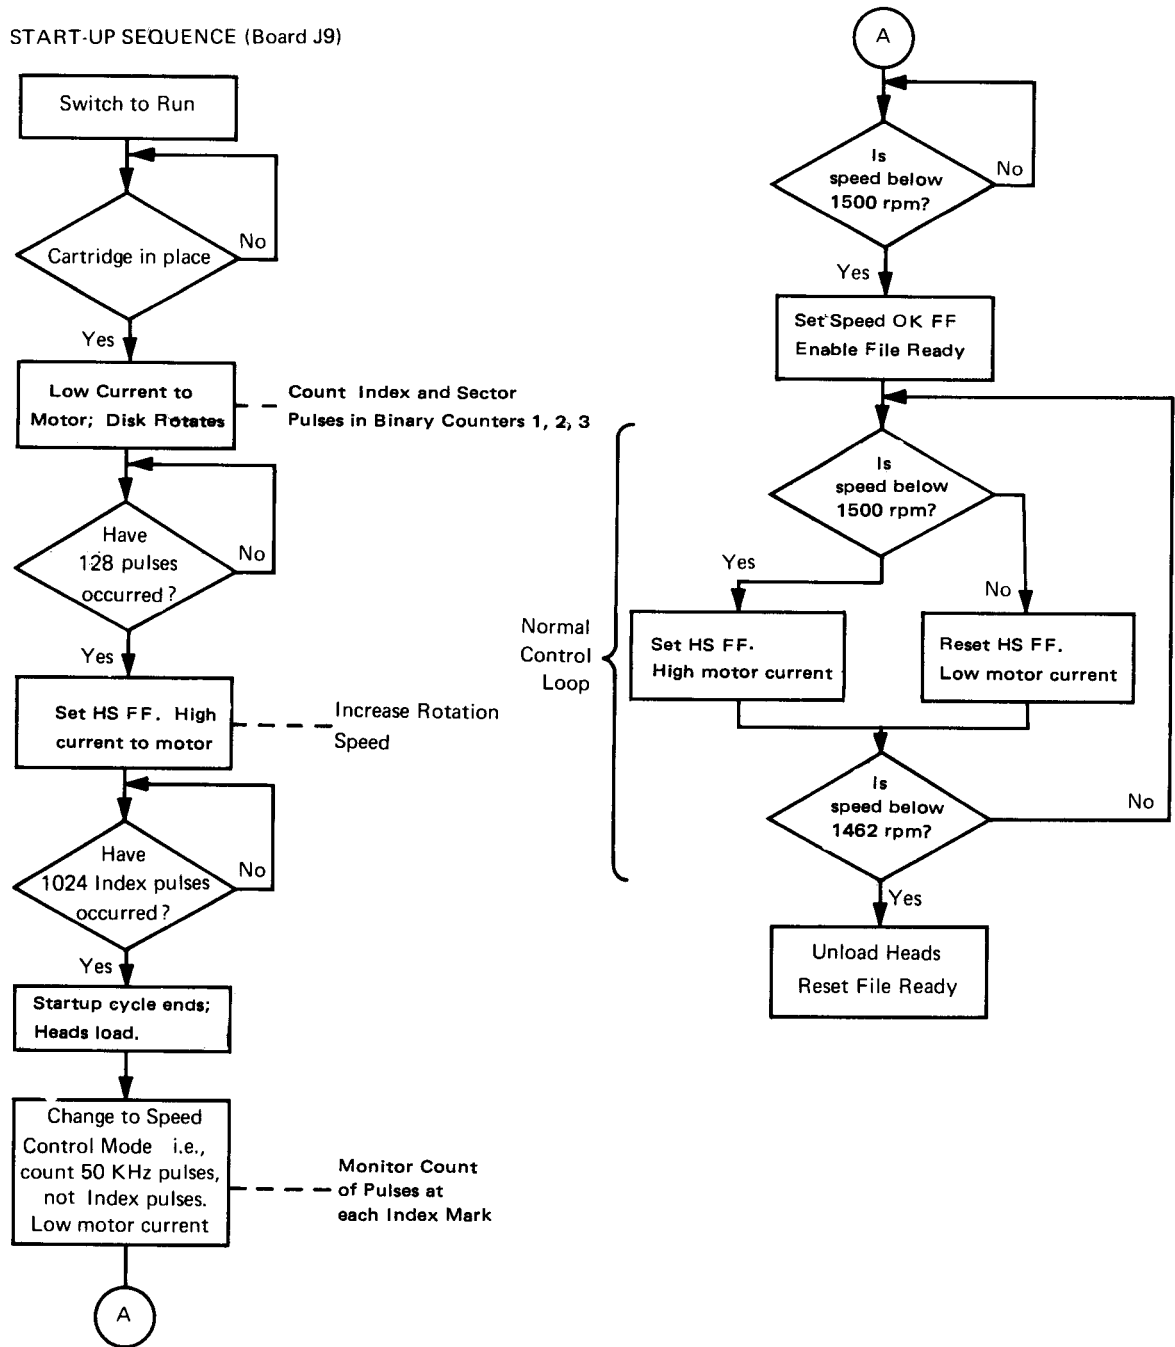 START-UP SEQUENCE (Board J9)
Switch to Run
Cartridge in place
No
Yes
Low Current to
Motor; Disk Rotates
Count Index and Sector
Pulses in Binary Counters 1, 2, 3
Have
128 pulses
occurred?
No
Yes
Set HS FF. High
current to motor
Increase Rotation
Speed
Have
1024 Index pulses
occurred?
No
Yes
Startup cycle ends;
Heads load.
Change to Speed
Control Mode i.e.,
count 50 KHz pulses,
not Index pulses.
Low motor current
Monitor Count
of Pulses at
each Index Mark
A
A
Is
speed below
1500 rpm?
No
Yes
Set Speed OK FF
Enable File Ready
Normal
Control
Loop
Is
speed below
1500 rpm?
Yes
No
Set HS FF.
High motor current
Reset HS FF.
Low motor current
Is
speed below
1462 rpm?
No
Yes
Unload Heads
Reset File Ready